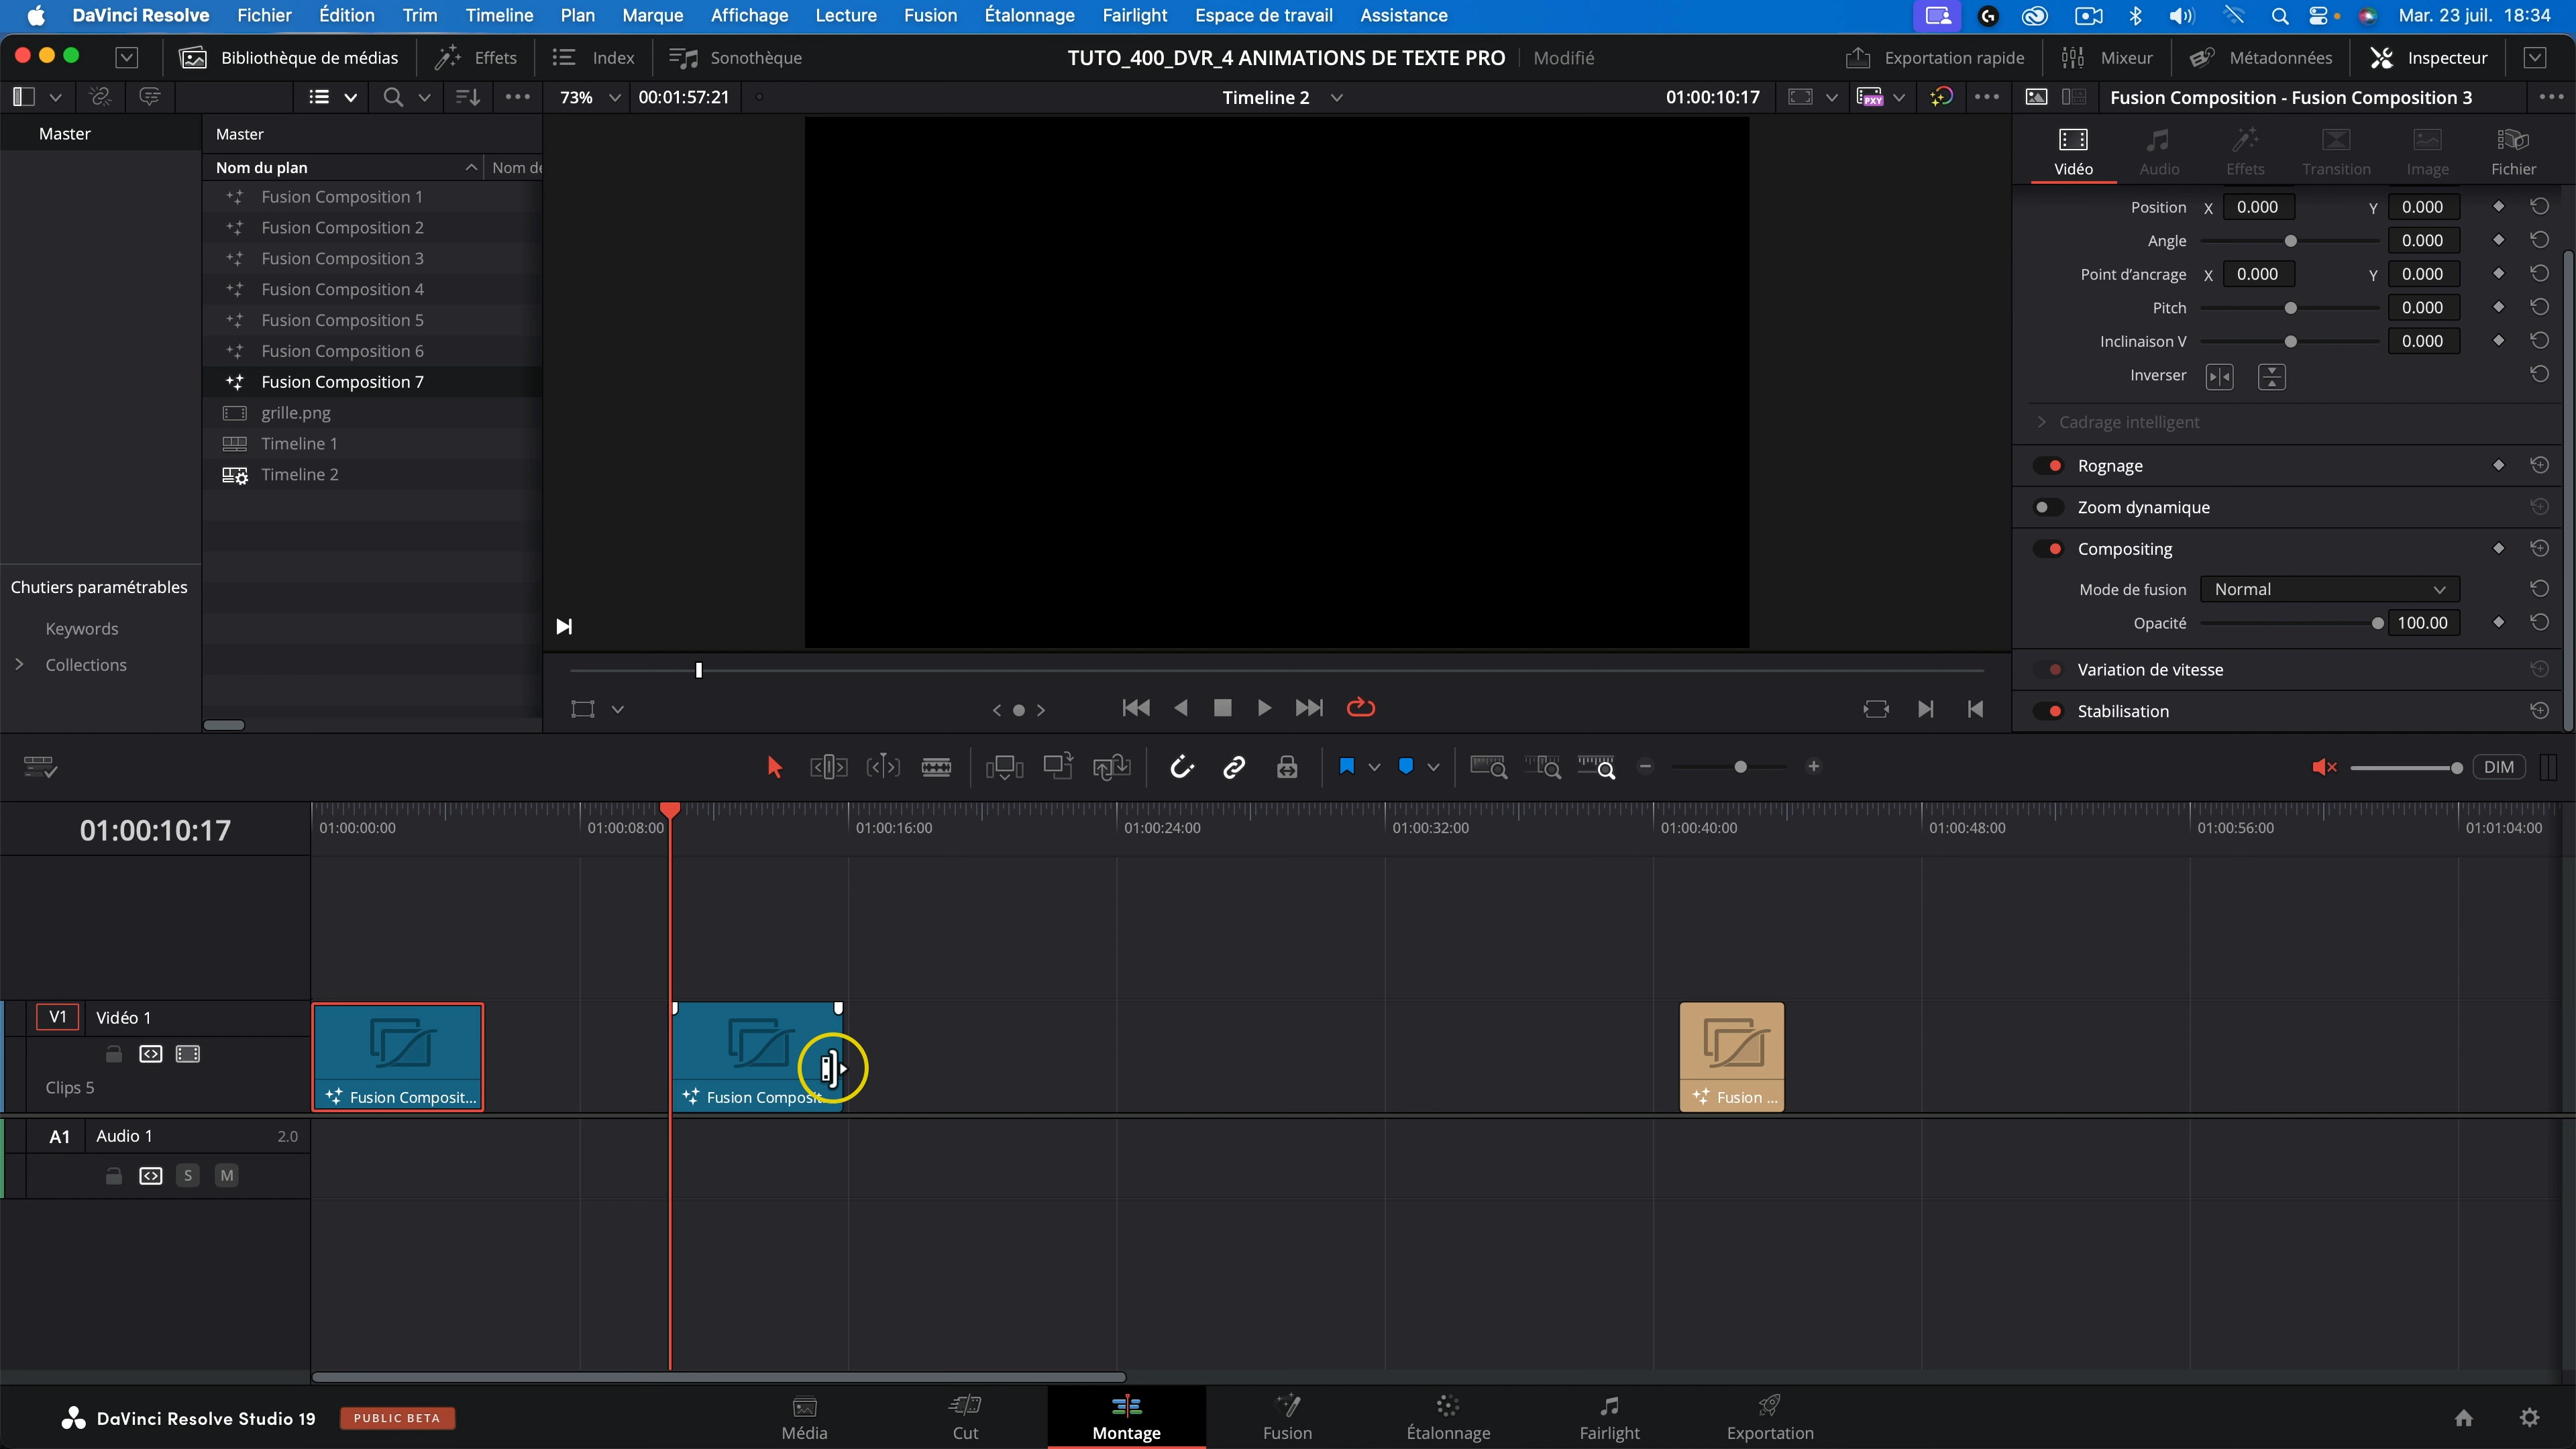 DaVinci Resolve Fichier Édition Trim Timeline Plan Marque Affichage Lecture Fusion Étalonnage Fairlight Espace de travail Assistance Mar. 23 juil. 18:34
Bibliothèque de médias Effets Index Sonothèque TUTO_400_DVR_4 ANIMATIONS DE TEXTE PRO Modifié Exportation rapide Mixeur Métadonnées Inspecteur
73% 00:01:57:21 Timeline 2 01:00:10:17 PXY Fusion Composition - Fusion Composition 3
Master Master
Nom du plan Nom de
Fusion Composition 1
Fusion Composition 2
Fusion Composition 3
Fusion Composition 4
Fusion Composition 5
Fusion Composition 6
Fusion Composition 7
grille.png
Timeline 1
Timeline 2
Chutiers paramétrables
Keywords
Collections
Vidéo Audio Effets Transition Image Fichier
Position X 0.000 Y 0.000
Angle 0.000
Point d'ancrage X 0.000 Y 0.000
Pitch 0.000
Inclinaison V 0.000
Inverser
Cadrage intelligent
Rognage
Zoom dynamique
Compositing
Mode de fusion Normal
Opacité 100.00
Variation de vitesse
Stabilisation
DIM
01:00:10:17 01:00:00:00 01:00:08:00 01:00:16:00 01:00:24:00 01:00:32:00 01:00:40:00 01:00:48:00 01:00:56:00 01:01:04:00
V1 Vidéo 1
Clips 5
Fusion Composit... Fusion Composit... Fusion ...
A1 Audio 1 2.0
S M
DaVinci Resolve Studio 19 PUBLIC BETA Média Cut Montage Fusion Étalonnage Fairlight Exportation